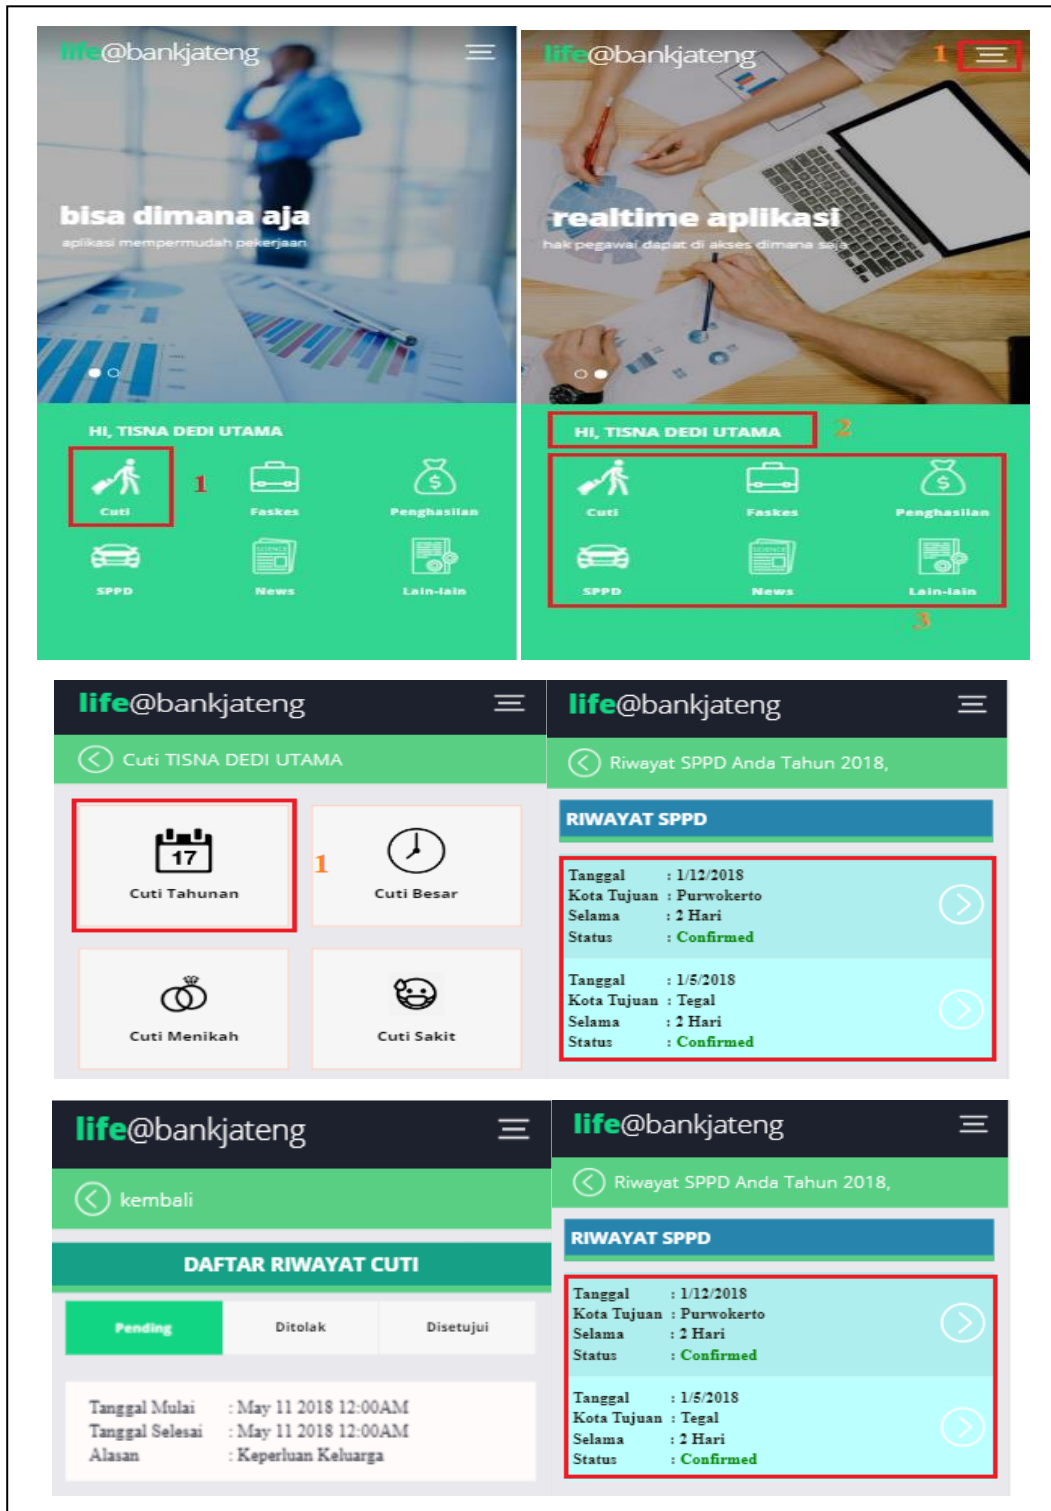 life@bankjateng
bisa dimana aja
aplikasi mempermudah pekerjaan
HI, TISNA DEDI UTAMA
1
Cuti Faskes Penghasilan
SPPD News Lain-lain
life@bankjateng
1
realtime aplikasi
hak pegawai dapat di akses dimana saja
HI, TISNA DEDI UTAMA
2
Cuti Faskes Penghasilan
SCIENCE
SPPD News Lain-lain
3
life@bankjateng
Cuti TISNA DEDI UTAMA
17
1
Cuti Tahunan Cuti Besar
Cuti Menikah Cuti Sakit
life@bankjateng
Riwayat SPPD Anda Tahun 2018,
RIWAYAT SPPD
Tanggal : 1/12/2018
Kota Tujuan : Purwokerto
Selama : 2 Hari
Status : Confirmed
Tanggal : 1/5/2018
Kota Tujuan : Tegal
Selama : 2 Hari
Status : Confirmed
life@bankjateng
kembali
DAFTAR RIWAYAT CUTI
Pending Ditolak Disetujui
Tanggal Mulai : May 11 2018 12:00AM
Tanggal Selesai : May 11 2018 12:00AM
Alasan : Keperluan Keluarga
life@bankjateng
Riwayat SPPD Anda Tahun 2018,
RIWAYAT SPPD
Tanggal : 1/12/2018
Kota Tujuan : Purwokerto
Selama : 2 Hari
Status : Confirmed
Tanggal : 1/5/2018
Kota Tujuan : Tegal
Selama : 2 Hari
Status : Confirmed